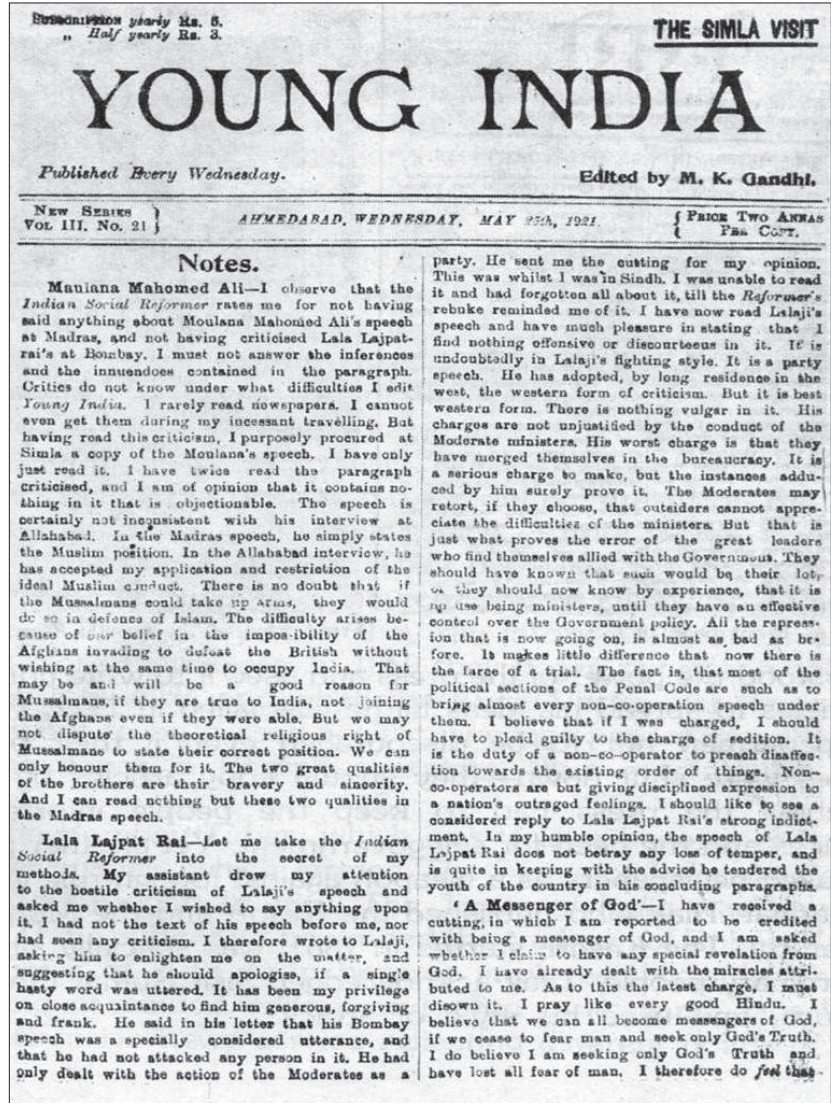 SUBSCRIPTION yearly Rs. 5.
„ Half yearly Rs. 3.
THE SIMLA VISIT
YOUNG INDIA
Published Every Wednesday.
Edited by M. K. Gandhi.
NEW SERIES
VOL III. No. 21
AHMEDABAD, WEDNESDAY, MAY 25th, 1921.
PRICE TWO ANNAS
PER COPY.
Notes.
Maulana Mahomed Ali—I observe that the
Indian Social Reformer rates me for not having
said anything about Moulana Mahomed Ali's speech
at Madras, and not having criticised Lala Lajpat-
rai's at Bombay. I must not answer the inferences
and the innuendoes contained in the paragraph.
Critics do not know under what difficulties I edit
Young India. I rarely read newspapers. I cannot
even get them during my incessant travelling. But
having read this criticism, I purposely procured at
Simla a copy of the Moulana's speech. I have only
just read it. I have twice read the paragraph
criticised, and I am of opinion that it contains no-
thing in it that is objectionable. The speech is
certainly not inconsistent with his interview at
Allahabad. In the Madras speech, he simply states
the Muslim position. In the Allahabad interview, he
has accepted my application and restriction of the
ideal Muslim conduct. There is no doubt that if
the Mussalmans could take up arms, they would
do so in defence of Islam. The difficulty arises be-
cause of our belief in the impossibility of the
Afghans invading to defeat the British without
wishing at the same time to occupy India. That
may be and will be a good reason for
Mussalmans, if they are true to India, not joining
the Afghans even if they were able. But we may
not dispute the theoretical religious right of
Mussalmans to state their correct position. We can
only honour them for it. The two great qualities
of the brothers are their bravery and sincerity.
And I can read nothing but these two qualities in
the Madras speech.
Lala Lajpat Rai—Let me take the Indian
Social Reformer into the secret of my
methods. My assistant drew my attention
to the hostile criticism of Lalaji's speech and
asked me whether I wished to say anything upon
it. I had not the text of his speech before me, nor
had seen any criticism. I therefore wrote to Lalaji,
asking him to enlighten me on the matter, and
suggesting that he should apologise, if a single
hasty word was uttered. It has been my privilege
on close acquaintance to find him generous, forgiving
and frank. He said in his letter that his Bombay
speech was a specially considered utterance, and
that he had not attacked any person in it. He had
only dealt with the action of the Moderates as a
party. He sent me the cutting for my opinion.
This was whilst I was in Sindh. I was unable to read
it and had forgotten all about it, till the Reformer's
rebuke reminded me of it. I have now read Lalaji's
speech and have much pleasure in stating that I
find nothing offensive or discourteous in it. If is
undoubtedly in Lalaji's fighting style. It is a party
speech. He has adopted, by long residence in the
west, the western form of criticism. But it is best
western form. There is nothing vulgar in it. His
charges are not unjustified by the conduct of the
Moderate ministers. His worst charge is that they
have merged themselves in the bureaucracy. It is
a serious charge to make, but the instances addu-
ced by him surely prove it. The Moderates may
retort, if they choose, that outsiders cannot appre-
ciate the difficulties of the ministers. But that is
just what proves the error of the great leaders
who find themselves allied with the Government. They
should have known that such would be their lot,
or they should now know by experience, that it is
no use being ministers, until they have an effective
control over the Government policy. All the repress-
ion that is now going on, is almost as bad as be-
fore. It makes little difference that now there is
the farce of a trial. The fact is, that most of the
political sections of the Penal Code are such as to
bring almost every non-co-operation speech under
them. I believe that if I was charged, I should
have to plead guilty to the charge of sedition. It
is the duty of a non-co-operator to preach disaffec-
tion towards the existing order of things. Non-
co-operators are but giving disciplined expression to
a nation's outraged feelings. I should like to see a
considered reply to Lala Lajpat Rai's strong indict-
ment. In my humble opinion, the speech of Lala
Lajpat Rai does not betray any loss of temper, and
is quite in keeping with the advice he tendered the
youth of the country in his concluding paragraphs.
'A Messenger of God'—I have received a
cutting, in which I am reported to be credited
with being a messenger of God, and I am asked
whether I claim to have any special revelation from
God. I have already dealt with the miracles attri-
buted to me. As to this the latest charge, I must
disown it. I pray like every good Hindu. I
believe that we can all become messengers of God,
if we cease to fear man and seek only God's Truth.
I do believe I am seeking only God's Truth and
have lost all fear of man. I therefore do feel that